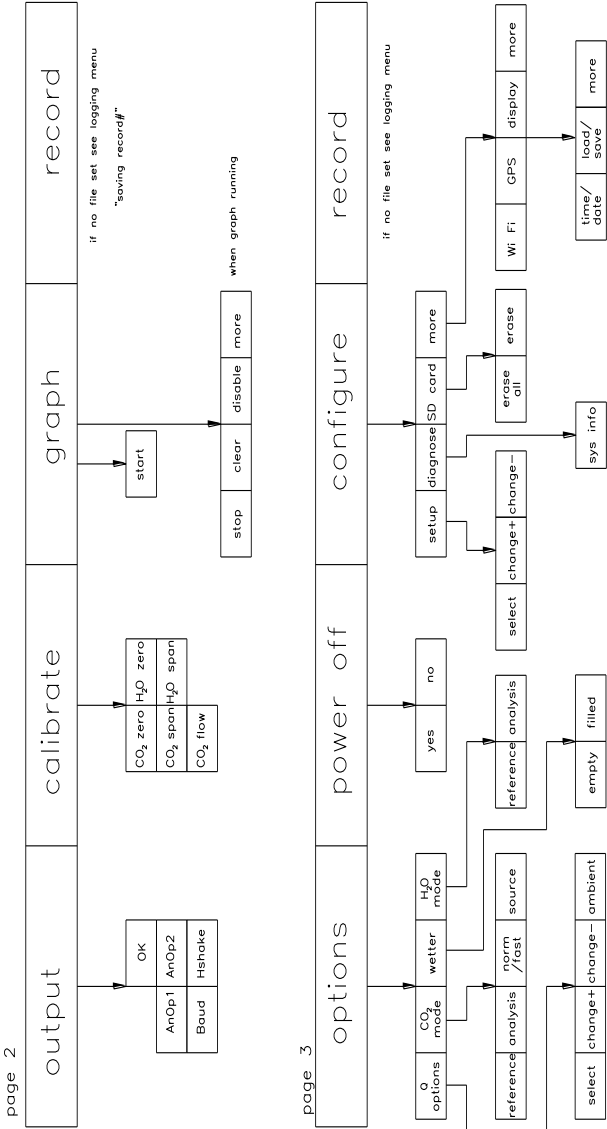 page 2
output calibrate graph record
if no file set see logging menu
"saving record#"
OK
AnOp1 AnOp2
Baud Hshake
CO₂ zero H₂O zero
CO₂ span H₂O span
CO₂ flow
start
stop clear disable more
when graph running
page 3
options power off configure record
if no file set see logging menu
Q options
CO₂ mode
wetter
H₂O mode
yes no
setup diagnose SD card more
reference analysis norm /fast source
reference analysis
select change+ change-
erase all
erase
Wi Fi GPS display more
select change+ change- ambient
empty filled
sys info
time/ date
load/ save
more